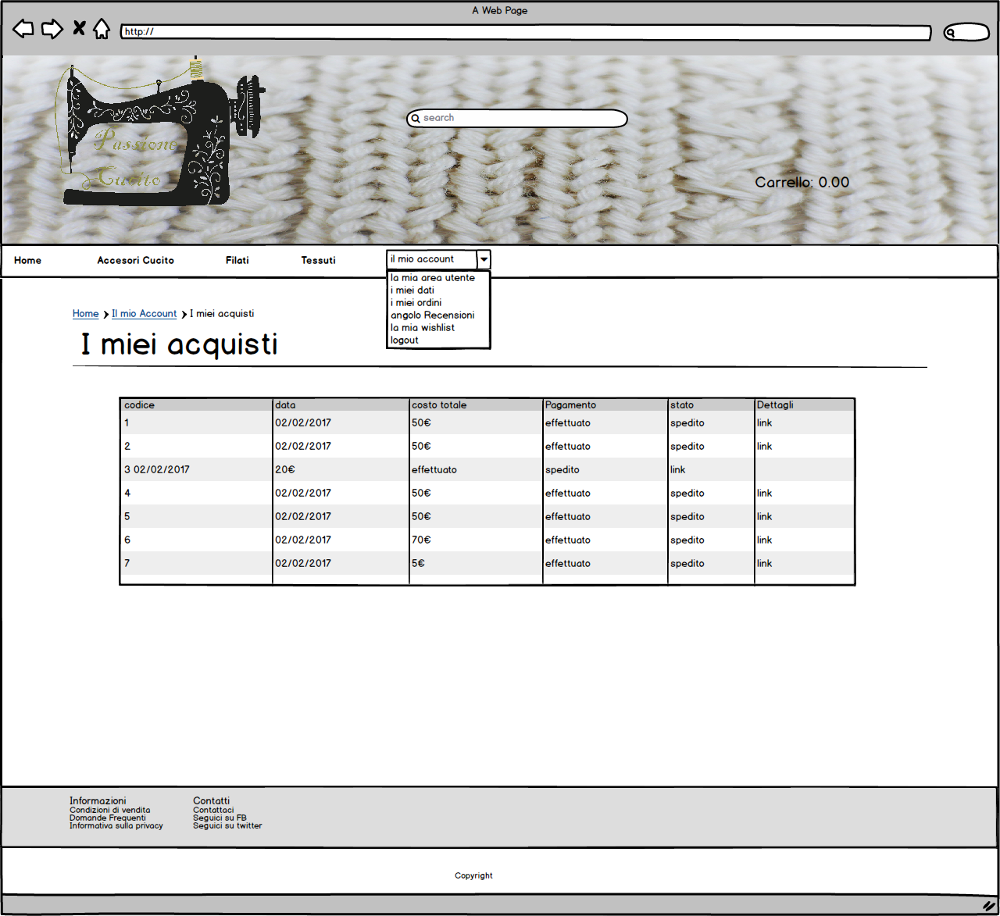 A Web Page
http://
Passione
Cucito
search
Carrello: 0.00
Home Accesori Cucito Filati Tessuti il mio account
la mia area utente
i miei dati
i miei ordini
angolo Recensioni
la mia wishlist
logout
Home Il mio Account I miei acquisti
I miei acquisti
codice data costo totale Pagamento stato Dettagli
1 02/02/2017 50€ effettuato spedito link
2 02/02/2017 50€ effettuato spedito link
3 02/02/2017 20€ effettuato spedito link
4 02/02/2017 50€ effettuato spedito link
5 02/02/2017 50€ effettuato spedito link
6 02/02/2017 70€ effettuato spedito link
7 02/02/2017 5€ effettuato spedito link
Informazioni
Condizioni di vendita
Domande Frequenti
Informativa sulla privacy
Contatti
Contattaci
Seguici su FB
Seguici su twitter
Copyright